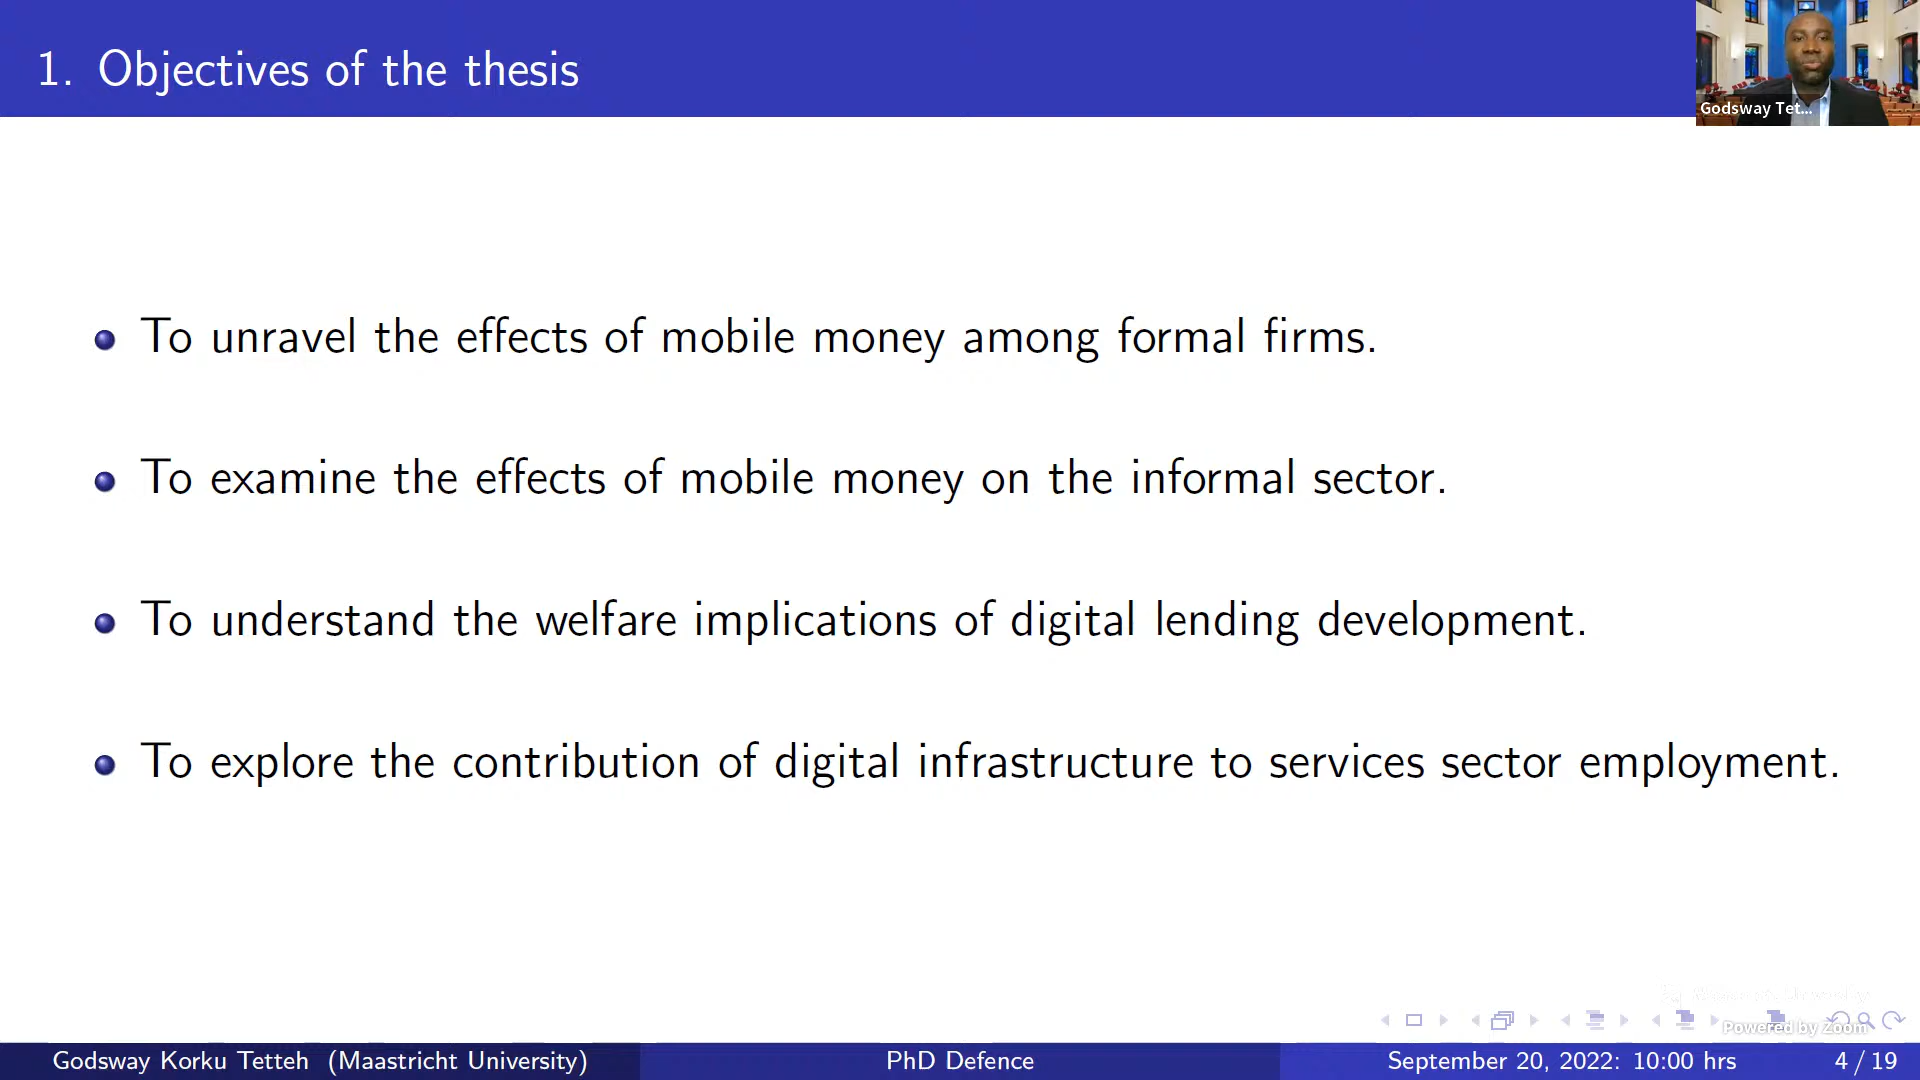 1. Objectives of the thesis
Godsway Tet...
To unravel the effects of mobile money among formal firms.
To examine the effects of mobile money on the informal sector.
To understand the welfare implications of digital lending development.
To explore the contribution of digital infrastructure to services sector employment.
Powered by Zoom
Godsway Korku Tetteh (Maastricht University)
PhD Defence
September 20, 2022: 10:00 hrs
4 / 19